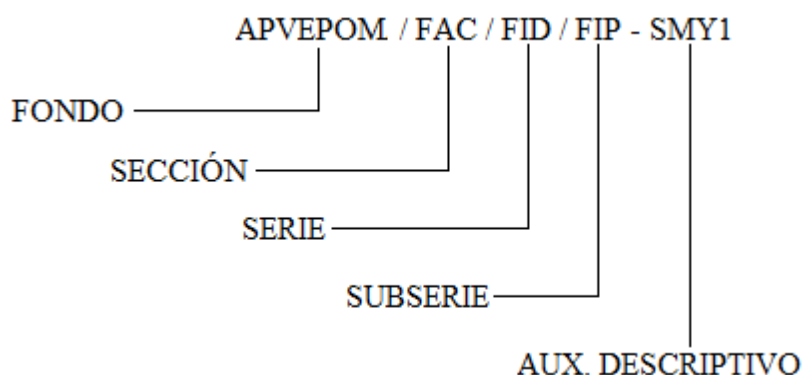 APVEPOM / FAC / FID / FIP - SMY1
FONDO
SECCIÓN
SERIE
SUBSERIE
AUX. DESCRIPTIVO